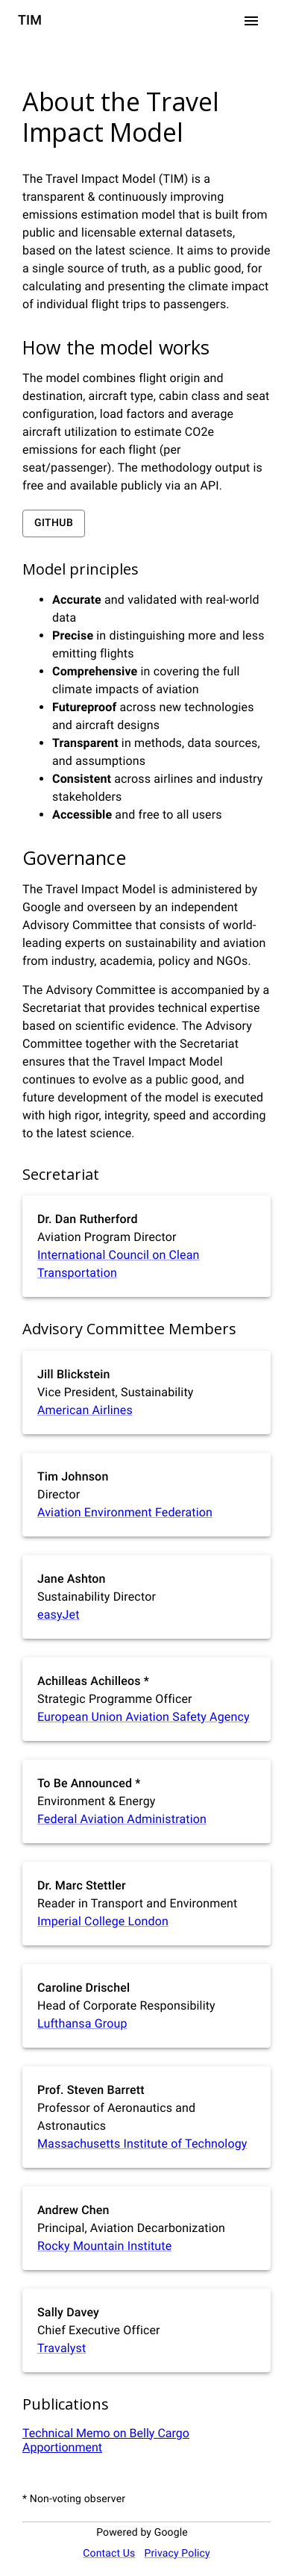 TIM
About the Travel
Impact Model
The Travel Impact Model (TIM) is a
transparent & continuously improving
emissions estimation model that is built from
public and licensable external datasets,
based on the latest science. It aims to provide
a single source of truth, as a public good, for
calculating and presenting the climate impact
of individual flight trips to passengers.
How the model works
The model combines flight origin and
destination, aircraft type, cabin class and seat
configuration, load factors and average
aircraft utilization to estimate CO2e
emissions for each flight (per
seat/passenger). The methodology output is
free and available publicly via an API.
GITHUB
Model principles
• Accurate and validated with real-world
data
• Precise in distinguishing more and less
emitting flights
• Comprehensive in covering the full
climate impacts of aviation
• Futureproof across new technologies
and aircraft designs
• Transparent in methods, data sources,
and assumptions
• Consistent across airlines and industry
stakeholders
• Accessible and free to all users
Governance
The Travel Impact Model is administered by
Google and overseen by an independent
Advisory Committee that consists of world-
leading experts on sustainability and aviation
from industry, academia, policy and NGOs.
The Advisory Committee is accompanied by a
Secretariat that provides technical expertise
based on scientific evidence. The Advisory
Committee together with the Secretariat
ensures that the Travel Impact Model
continues to evolve as a public good, and
future development of the model is executed
with high rigor, integrity, speed and according
to the latest science.
Secretariat
Dr. Dan Rutherford
Aviation Program Director
International Council on Clean
Transportation
Advisory Committee Members
Jill Blickstein
Vice President, Sustainability
American Airlines
Tim Johnson
Director
Aviation Environment Federation
Jane Ashton
Sustainability Director
easyJet
Achilleas Achilleos *
Strategic Programme Officer
European Union Aviation Safety Agency
To Be Announced *
Environment & Energy
Federal Aviation Administration
Dr. Marc Stettler
Reader in Transport and Environment
Imperial College London
Caroline Drischel
Head of Corporate Responsibility
Lufthansa Group
Prof. Steven Barrett
Professor of Aeronautics and
Astronautics
Massachusetts Institute of Technology
Andrew Chen
Principal, Aviation Decarbonization
Rocky Mountain Institute
Sally Davey
Chief Executive Officer
Travalyst
Publications
Technical Memo on Belly Cargo
Apportionment
* Non-voting observer
Powered by Google
Contact Us Privacy Policy